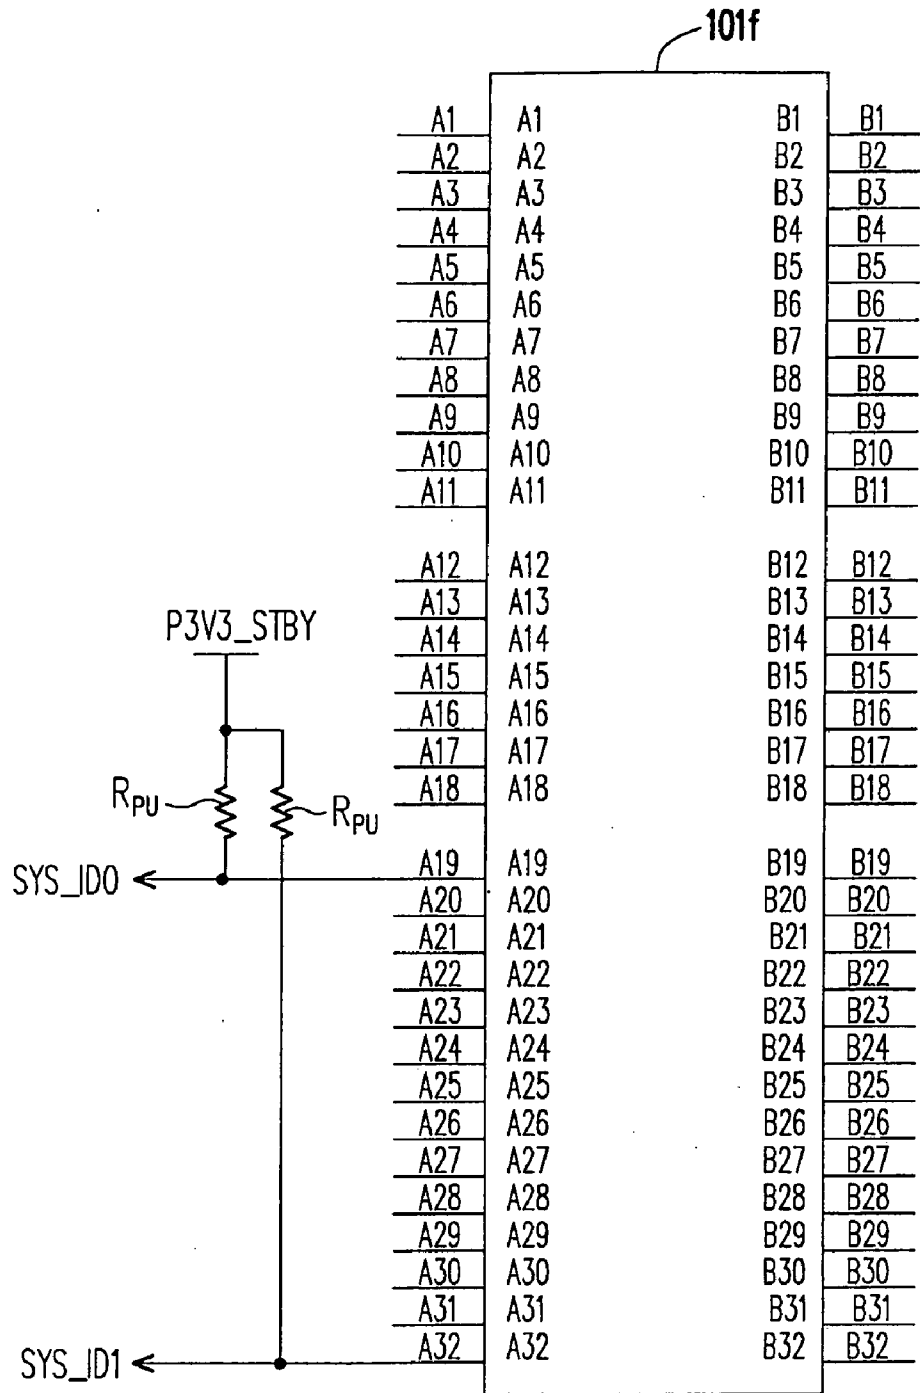 101f
A1 A1 B1 B1
A2 A2 B2 B2
A3 A3 B3 B3
A4 A4 B4 B4
A5 A5 B5 B5
A6 A6 B6 B6
A7 A7 B7 B7
A8 A8 B8 B8
A9 A9 B9 B9
A10 A10 B10 B10
A11 A11 B11 B11
A12 A12 B12 B12
A13 A13 B13 B13
P3V3_STBY A14 A14 B14 B14
A15 A15 B15 B15
A16 A16 B16 B16
A17 A17 B17 B17
RPU RPU A18 A18 B18 B18
SYS_ID0 A19 A19 B19 B19
A20 A20 B20 B20
A21 A21 B21 B21
A22 A22 B22 B22
A23 A23 B23 B23
A24 A24 B24 B24
A25 A25 B25 B25
A26 A26 B26 B26
A27 A27 B27 B27
A28 A28 B28 B28
A29 A29 B29 B29
A30 A30 B30 B30
A31 A31 B31 B31
SYS_ID1 A32 A32 B32 B32